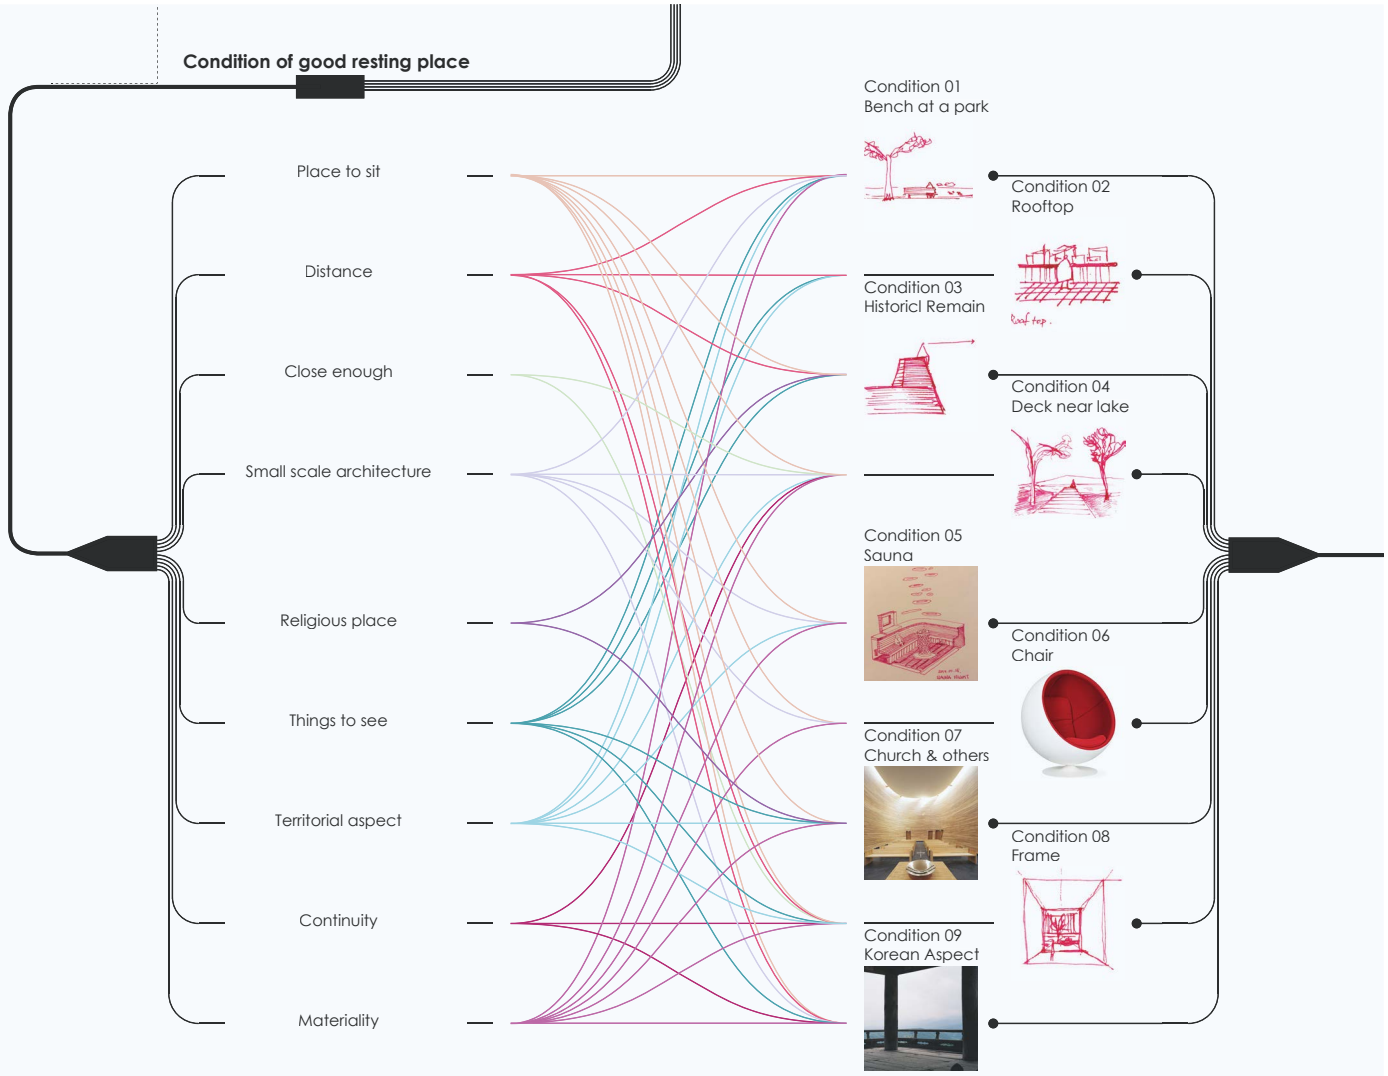 Condition of good resting place
Place to sit
Distance
Close enough
Small scale architecture
Religious place
Things to see
Territorial aspect
Continuity
Materiality
Condition 01
Bench at a park
Condition 02
Rooftop
Roof top.
Condition 03
Historicl Remain
Condition 04
Deck near lake
Condition 05
Sauna
Condition 06
Chair
Condition 07
Church & others
Condition 08
Frame
Condition 09
Korean Aspect